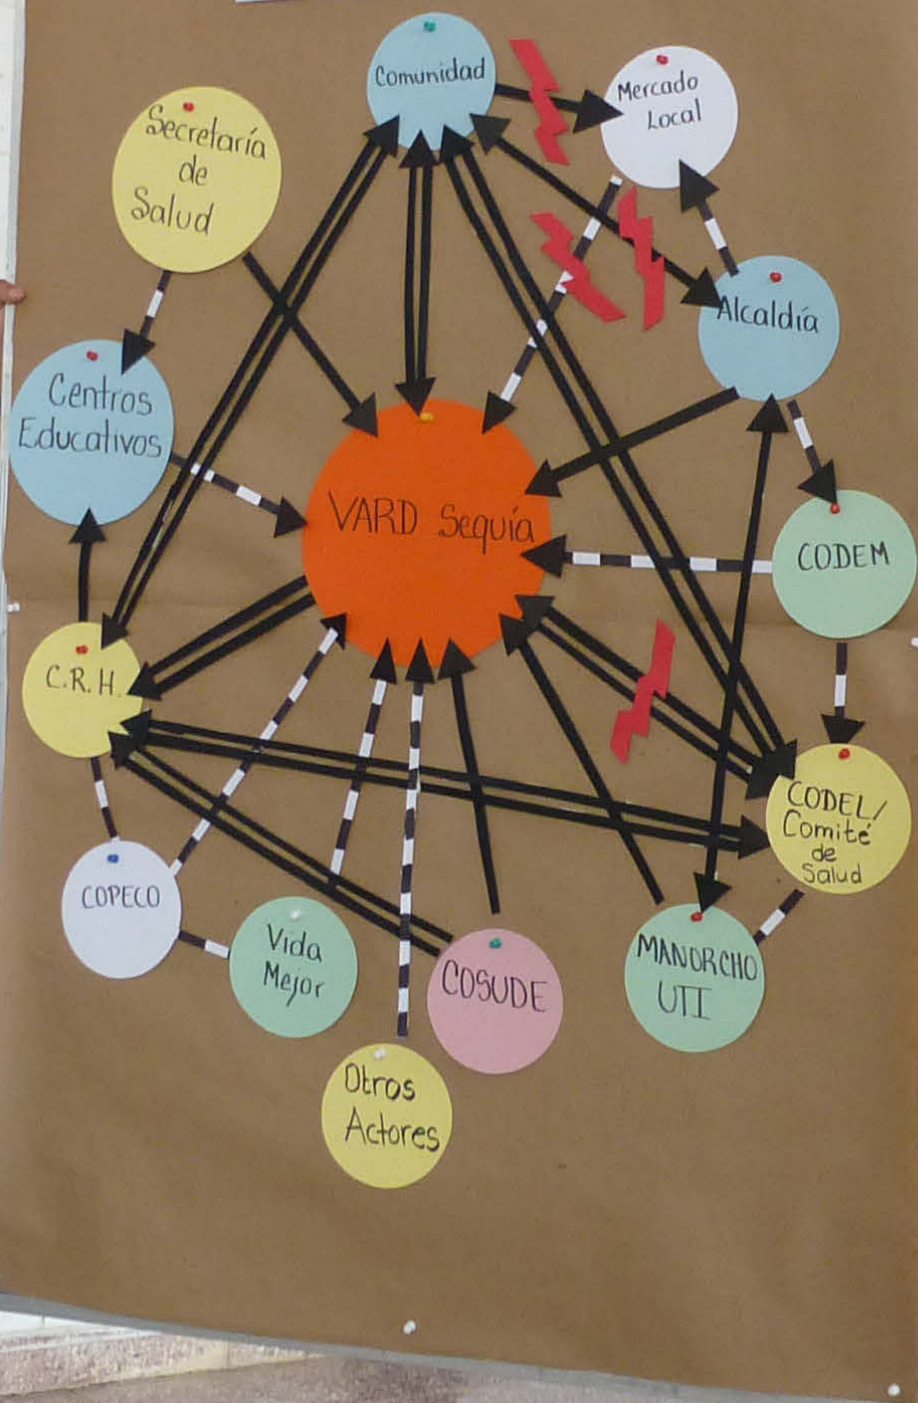 Comunidad
Mercado
Local
Secretaría
de
Salud
Alcaldía
Centros
Educativos
VARD Sequía
CODEM
C.R.H.
CODEL/
Comité
de
Salud
COPECO
Vida
Mejor
COSUDE
MANORCHO
UTI
Otros
Actores